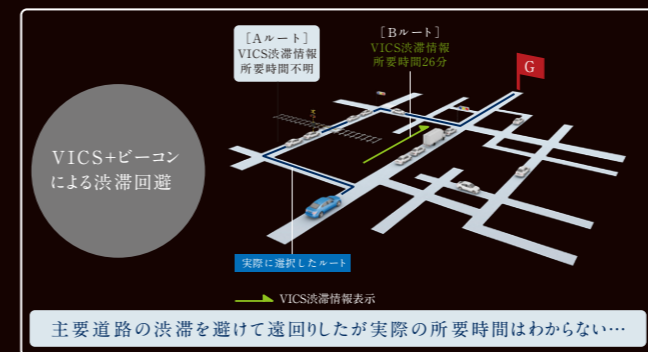 [Aルート]
VICS渋滞情報
所要時間不明
[Bルート]
VICS渋滞情報
所要時間26分
G
VICS+ビーコン
による渋滞回避
実際に選択したルート
VICS渋滞情報表示
主要道路の渋滞を避けて遠回りしたが実際の所要時間はわからない…